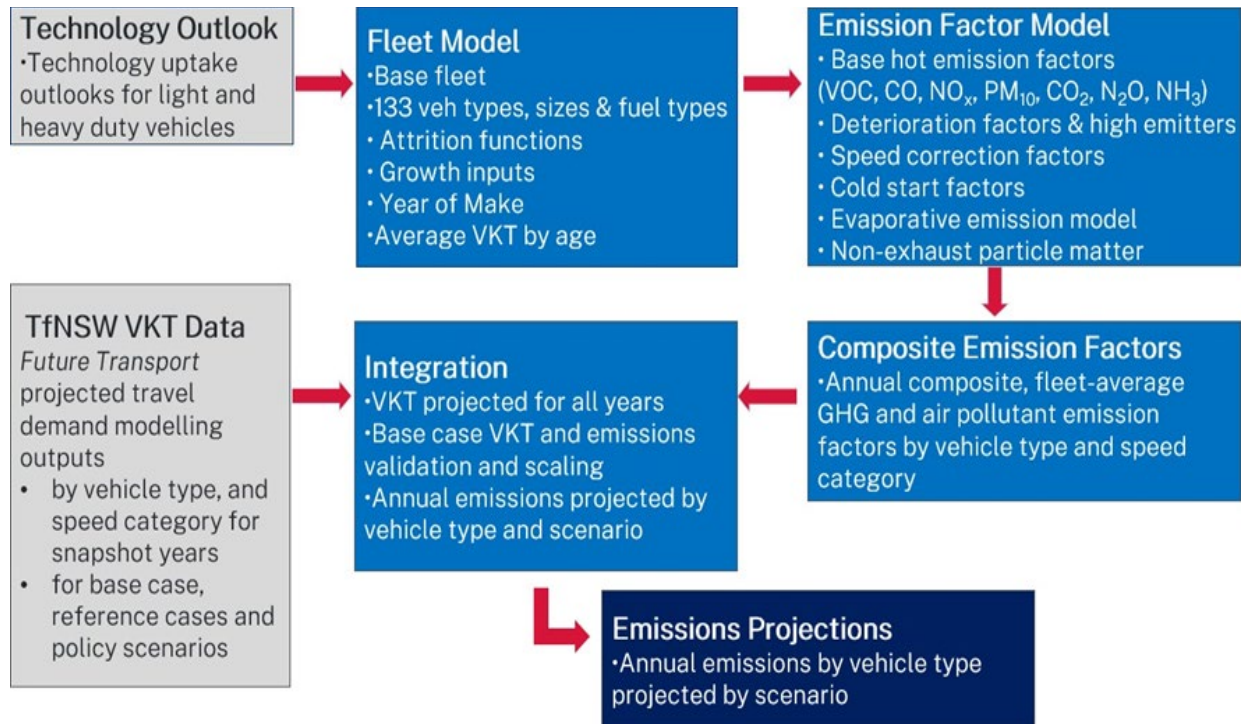 Technology Outlook
•Technology uptake
outlooks for light and
heavy duty vehicles
Fleet Model
•Base fleet
•133 veh types, sizes & fuel types
• Attrition functions
• Growth inputs
• Year of Make
•Average VKT by age
Emission Factor Model
• Base hot emission factors
(VOC, CO, NOₓ, PM₁₀, CO₂, N₂O, NH₃)
• Deterioration factors & high emitters
• Speed correction factors
• Cold start factors
• Evaporative emission model
• Non-exhaust particle matter
TfNSW VKT Data
Future Transport
projected travel
demand modelling
outputs
• by vehicle type, and
speed category for
snapshot years
• for base case,
reference cases and
policy scenarios
Integration
•VKT projected for all years
•Base case VKT and emissions
validation and scaling
•Annual emissions projected by
vehicle type and scenario
Composite Emission Factors
•Annual composite, fleet-average
GHG and air pollutant emission
factors by vehicle type and speed
category
Emissions Projections
•Annual emissions by vehicle type
projected by scenario